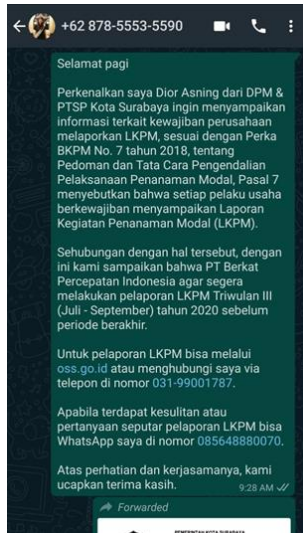 +62 878-5553-5590
Selamat pagi
Perkenalkan saya Dior Asning dari DPM &
PTSP Kota Surabaya ingin menyampaikan
informasi terkait kewajiban perusahaan
melaporkan LKPM, sesuai dengan Perka
BKPM No. 7 tahun 2018, tentang
Pedoman dan Tata Cara Pengendalian
Pelaksanaan Penanaman Modal, Pasal 7
menyebutkan bahwa setiap pelaku usaha
berkewajiban menyampaikan Laporan
Kegiatan Penanaman Modal (LKPM).
Sehubungan dengan hal tersebut, dengan
ini kami sampaikan bahwa PT Berkat
Percepatan Indonesia agar segera
melakukan pelaporan LKPM Triwulan III
(Juli - September) tahun 2020 sebelum
periode berakhir.
Untuk pelaporan LKPM bisa melalui
oss.go.id atau menghubungi saya via
telepon di nomor 031-99001787.
Apabila terdapat kesulitan atau
pertanyaan seputar pelaporan LKPM bisa
WhatsApp saya di nomor 085648880070.
Atas perhatian dan kerjasamanya, kami
ucapkan terima kasih.
9:28 AM
Forwarded
PEMERINTAH KOTA SURABAYA